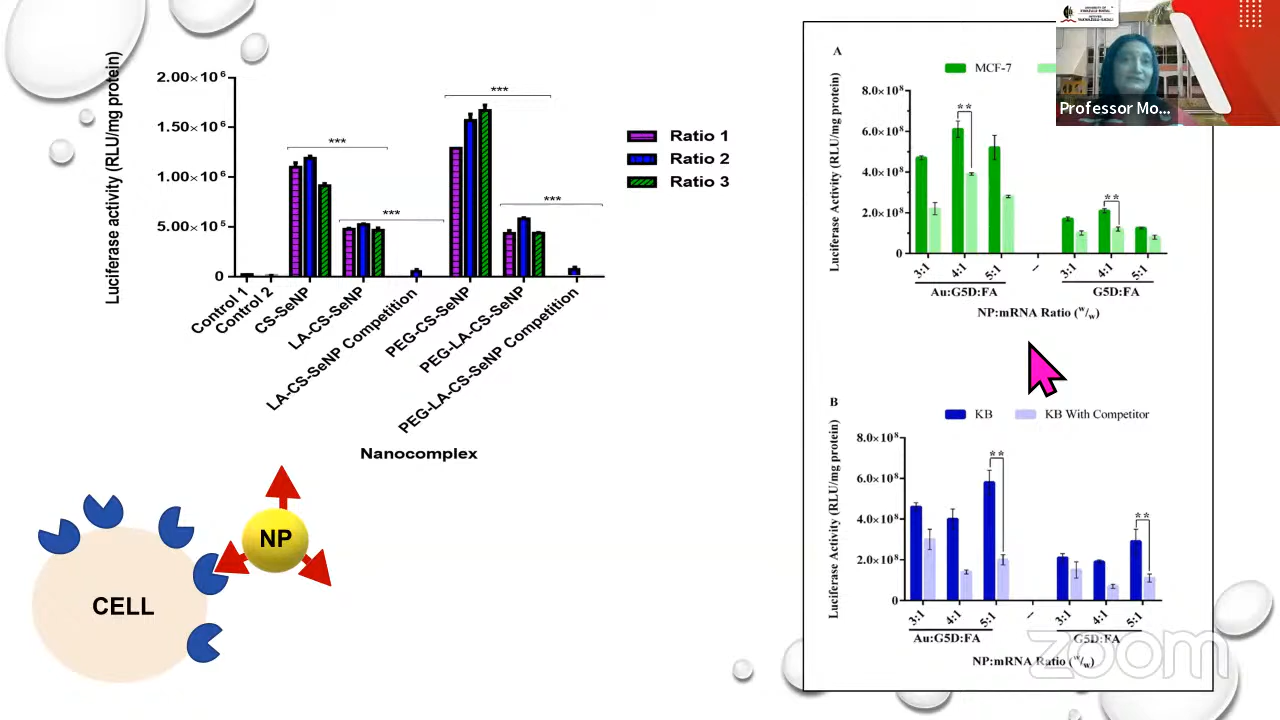 Luciferase activity (RLU/mg protein)
2.00×10⁶
1.50×10⁶
1.00×10⁶
5.00×10⁵
0
***
***
***
***
Ratio 1
Ratio 2
Ratio 3
Control 1
Control 2
CS-SeNP
LA-CS-SeNP
LA-CS-SeNP Competition
PEG-CS-SeNP
PEG-LA-CS-SeNP
PEG-LA-CS-SeNP Competition
Nanocomplex
CELL
NP
A
MCF-7
Luciferase Activity (RLU/mg protein)
8.0×10⁸
6.0×10⁸
4.0×10⁸
2.0×10⁸
0
**
**
3:1 4:1 5:1 – 3:1 4:1 5:1
Au:G5D:FA G5D:FA
NP:mRNA Ratio (ʷ/w)
B
KB KB With Competitor
Luciferase Activity (RLU/mg protein)
8.0×10⁸
6.0×10⁸
4.0×10⁸
2.0×10⁸
0
**
**
3:1 4:1 5:1 – 3:1 4:1 5:1
Au:G5D:FA G5D:FA
NP:mRNA Ratio (ʷ/w)
UNIVERSITY OF
KWAZULU-NATAL
INYUVESI
YAKWAZULU-NATALI
Professor Mo...
zoom